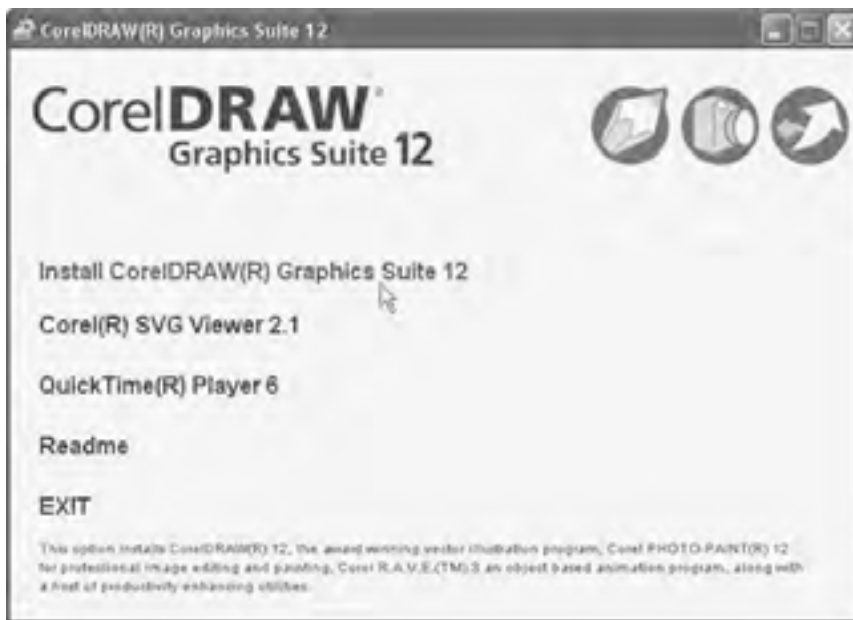 CorelDRAW(R) Graphics Suite 12
CorelDRAW®
Graphics Suite 12
Install CorelDRAW(R) Graphics Suite 12
Corel(R) SVG Viewer 2.1
QuickTime(R) Player 6
Readme
EXIT
This option installs CorelDRAW(R) 12, the award winning vector illustration program, Corel PHOTO-PAINT(R) 12
for professional image editing and painting, Corel R.A.V.E.(TM) 3 an object based animation program, along with
a host of productivity enhancing utilities.